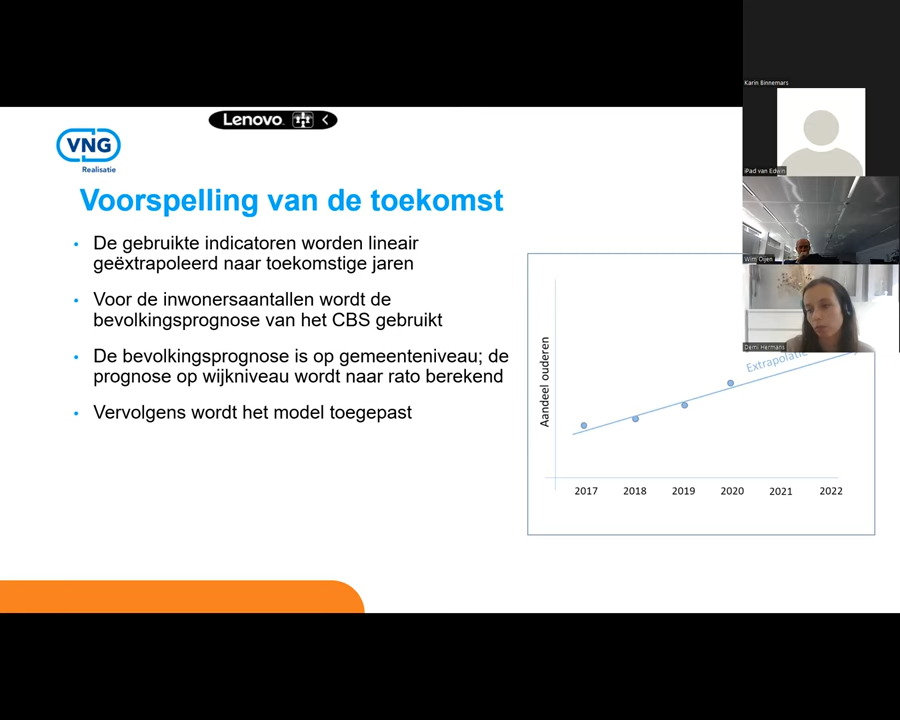 Karin Binnemars
iPad van Edwin
Wim Oijen
Demi Hermans
Lenovo
VNG
Realisatie
Voorspelling van de toekomst
• De gebruikte indicatoren worden lineair
geëxtrapoleerd naar toekomstige jaren
• Voor de inwonersaantallen wordt de
bevolkingsprognose van het CBS gebruikt
• De bevolkingsprognose is op gemeenteniveau; de
prognose op wijkniveau wordt naar rato berekend
• Vervolgens wordt het model toegepast
Aandeel ouderen
Extrapolatie
2017 2018 2019 2020 2021 2022